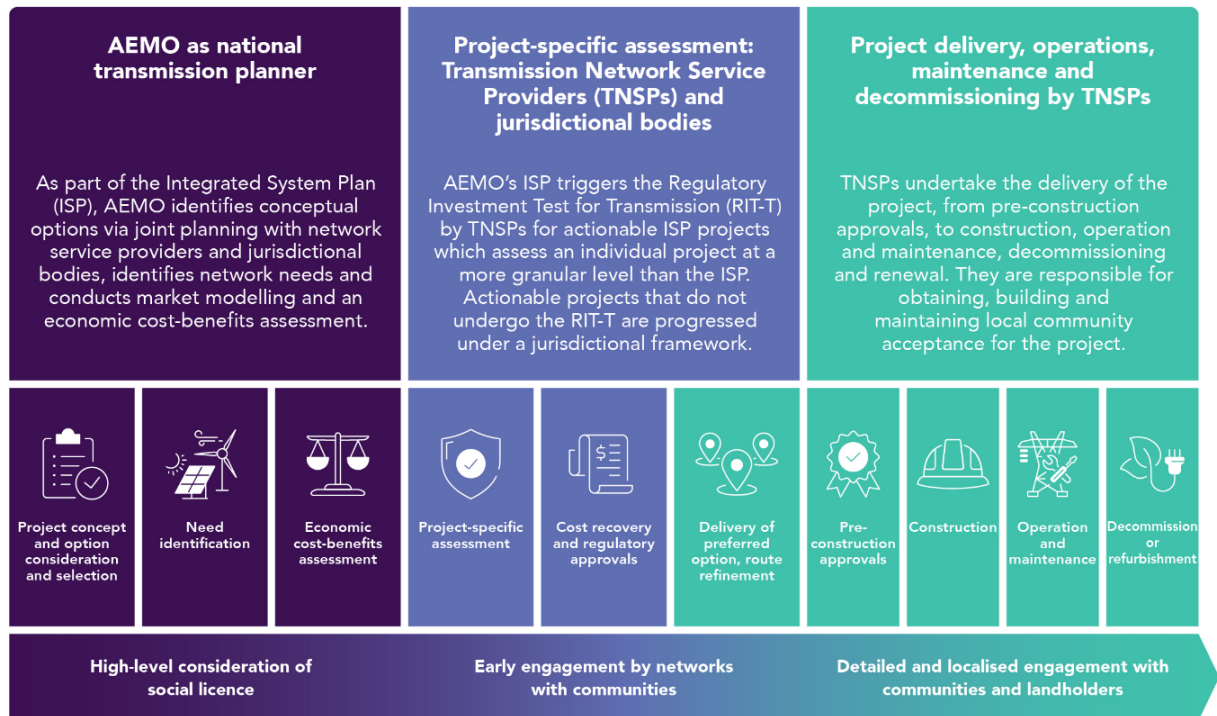 AEMO as national
transmission planner
As part of the Integrated System Plan
(ISP), AEMO identifies conceptual
options via joint planning with network
service providers and jurisdictional
bodies, identifies network needs and
conducts market modelling and an
economic cost-benefits assessment.
Project-specific assessment:
Transmission Network Service
Providers (TNSPs) and
jurisdictional bodies
AEMO’s ISP triggers the Regulatory
Investment Test for Transmission (RIT-T)
by TNSPs for actionable ISP projects
which assess an individual project at a
more granular level than the ISP.
Actionable projects that do not
undergo the RIT-T are progressed
under a jurisdictional framework.
Project delivery, operations,
maintenance and
decommissioning by TNSPs
TNSPs undertake the delivery of the
project, from pre-construction
approvals, to construction, operation
and maintenance, decommissioning
and renewal. They are responsible for
obtaining, building and
maintaining local community
acceptance for the project.
Project concept
and option
consideration
and selection
Need
identification
Economic
cost-benefits
assessment
Project-specific
assessment
$
Cost recovery
and regulatory
approvals
Delivery of
preferred
option, route
refinement
Pre-
construction
approvals
Construction
Operation
and
maintenance
Decommission
or
refurbishment
High-level consideration of
social licence
Early engagement by networks
with communities
Detailed and localised engagement with
communities and landholders